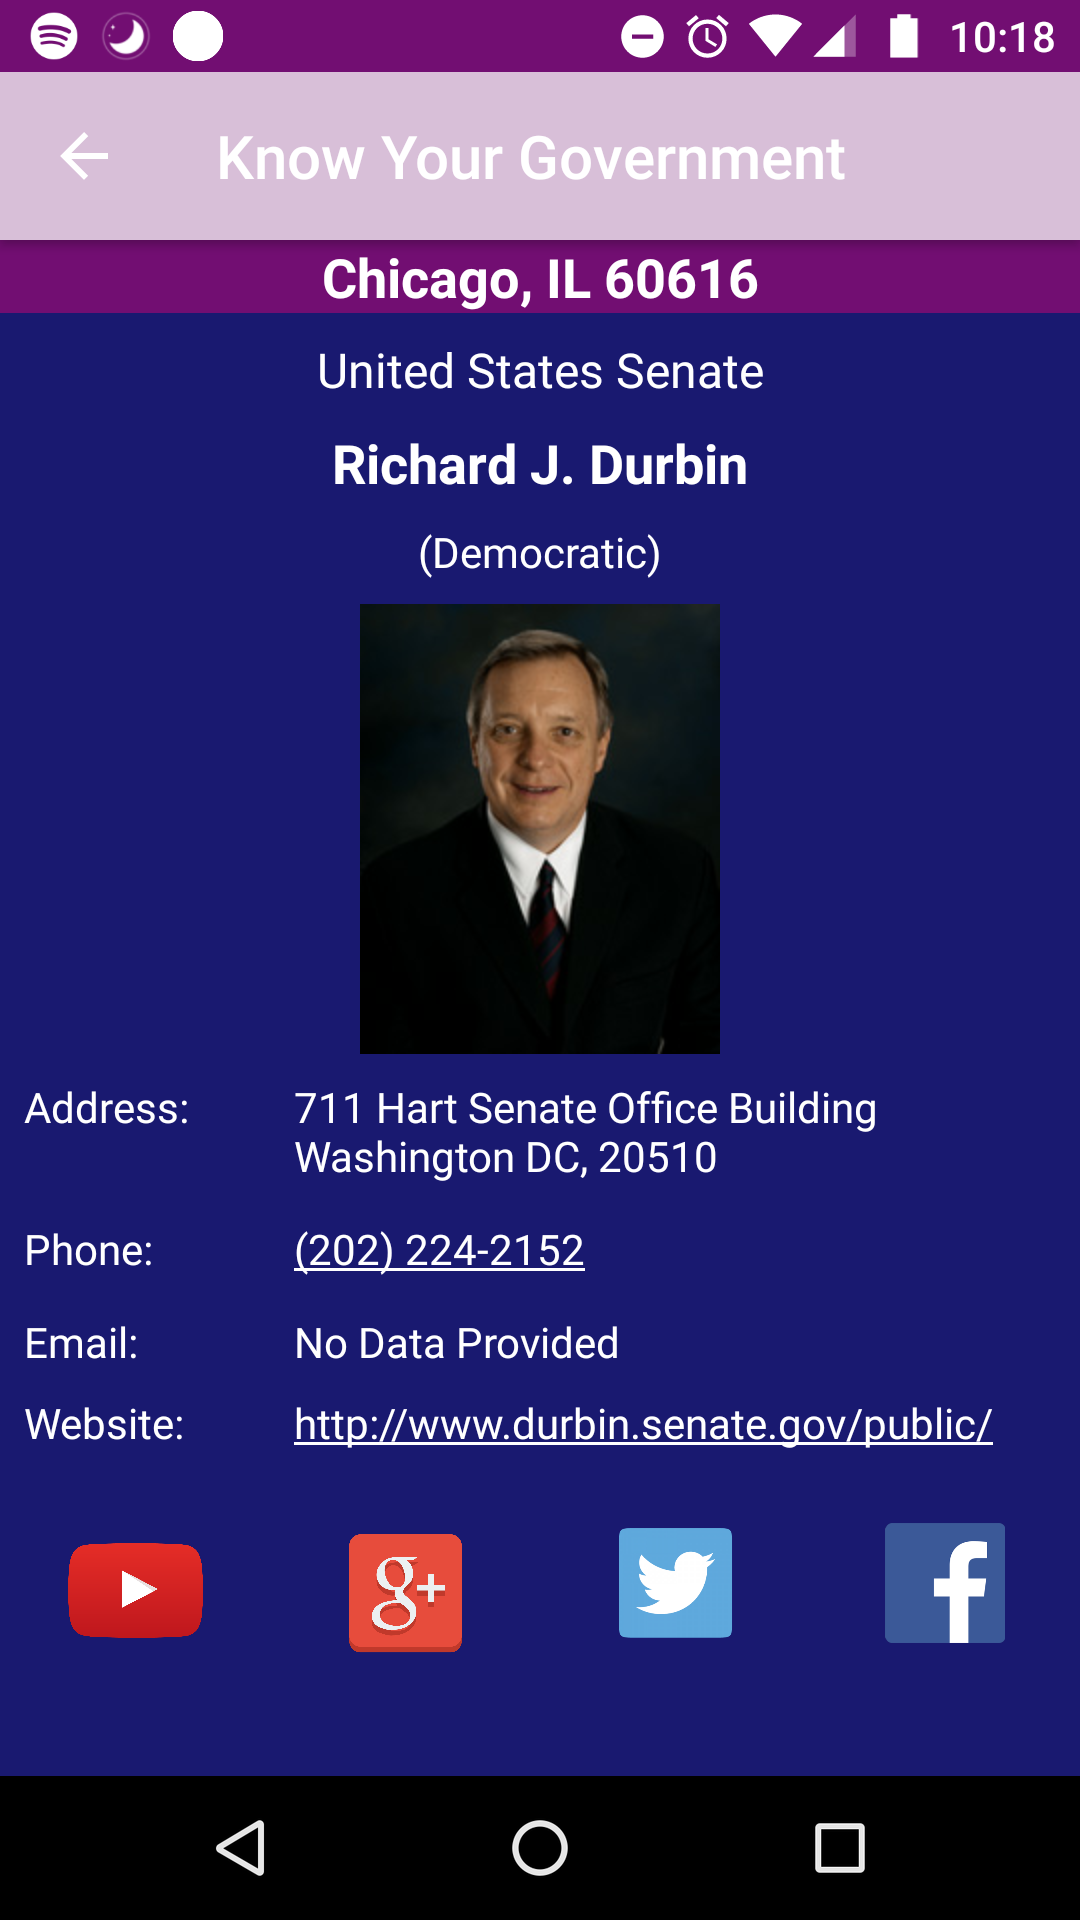 10:18
Know Your Government
Chicago, IL 60616
United States Senate
Richard J. Durbin
(Democratic)
Address: 711 Hart Senate Office Building
Washington DC, 20510
Phone: (202) 224-2152
Email: No Data Provided
Website: http://www.durbin.senate.gov/public/
g+ f